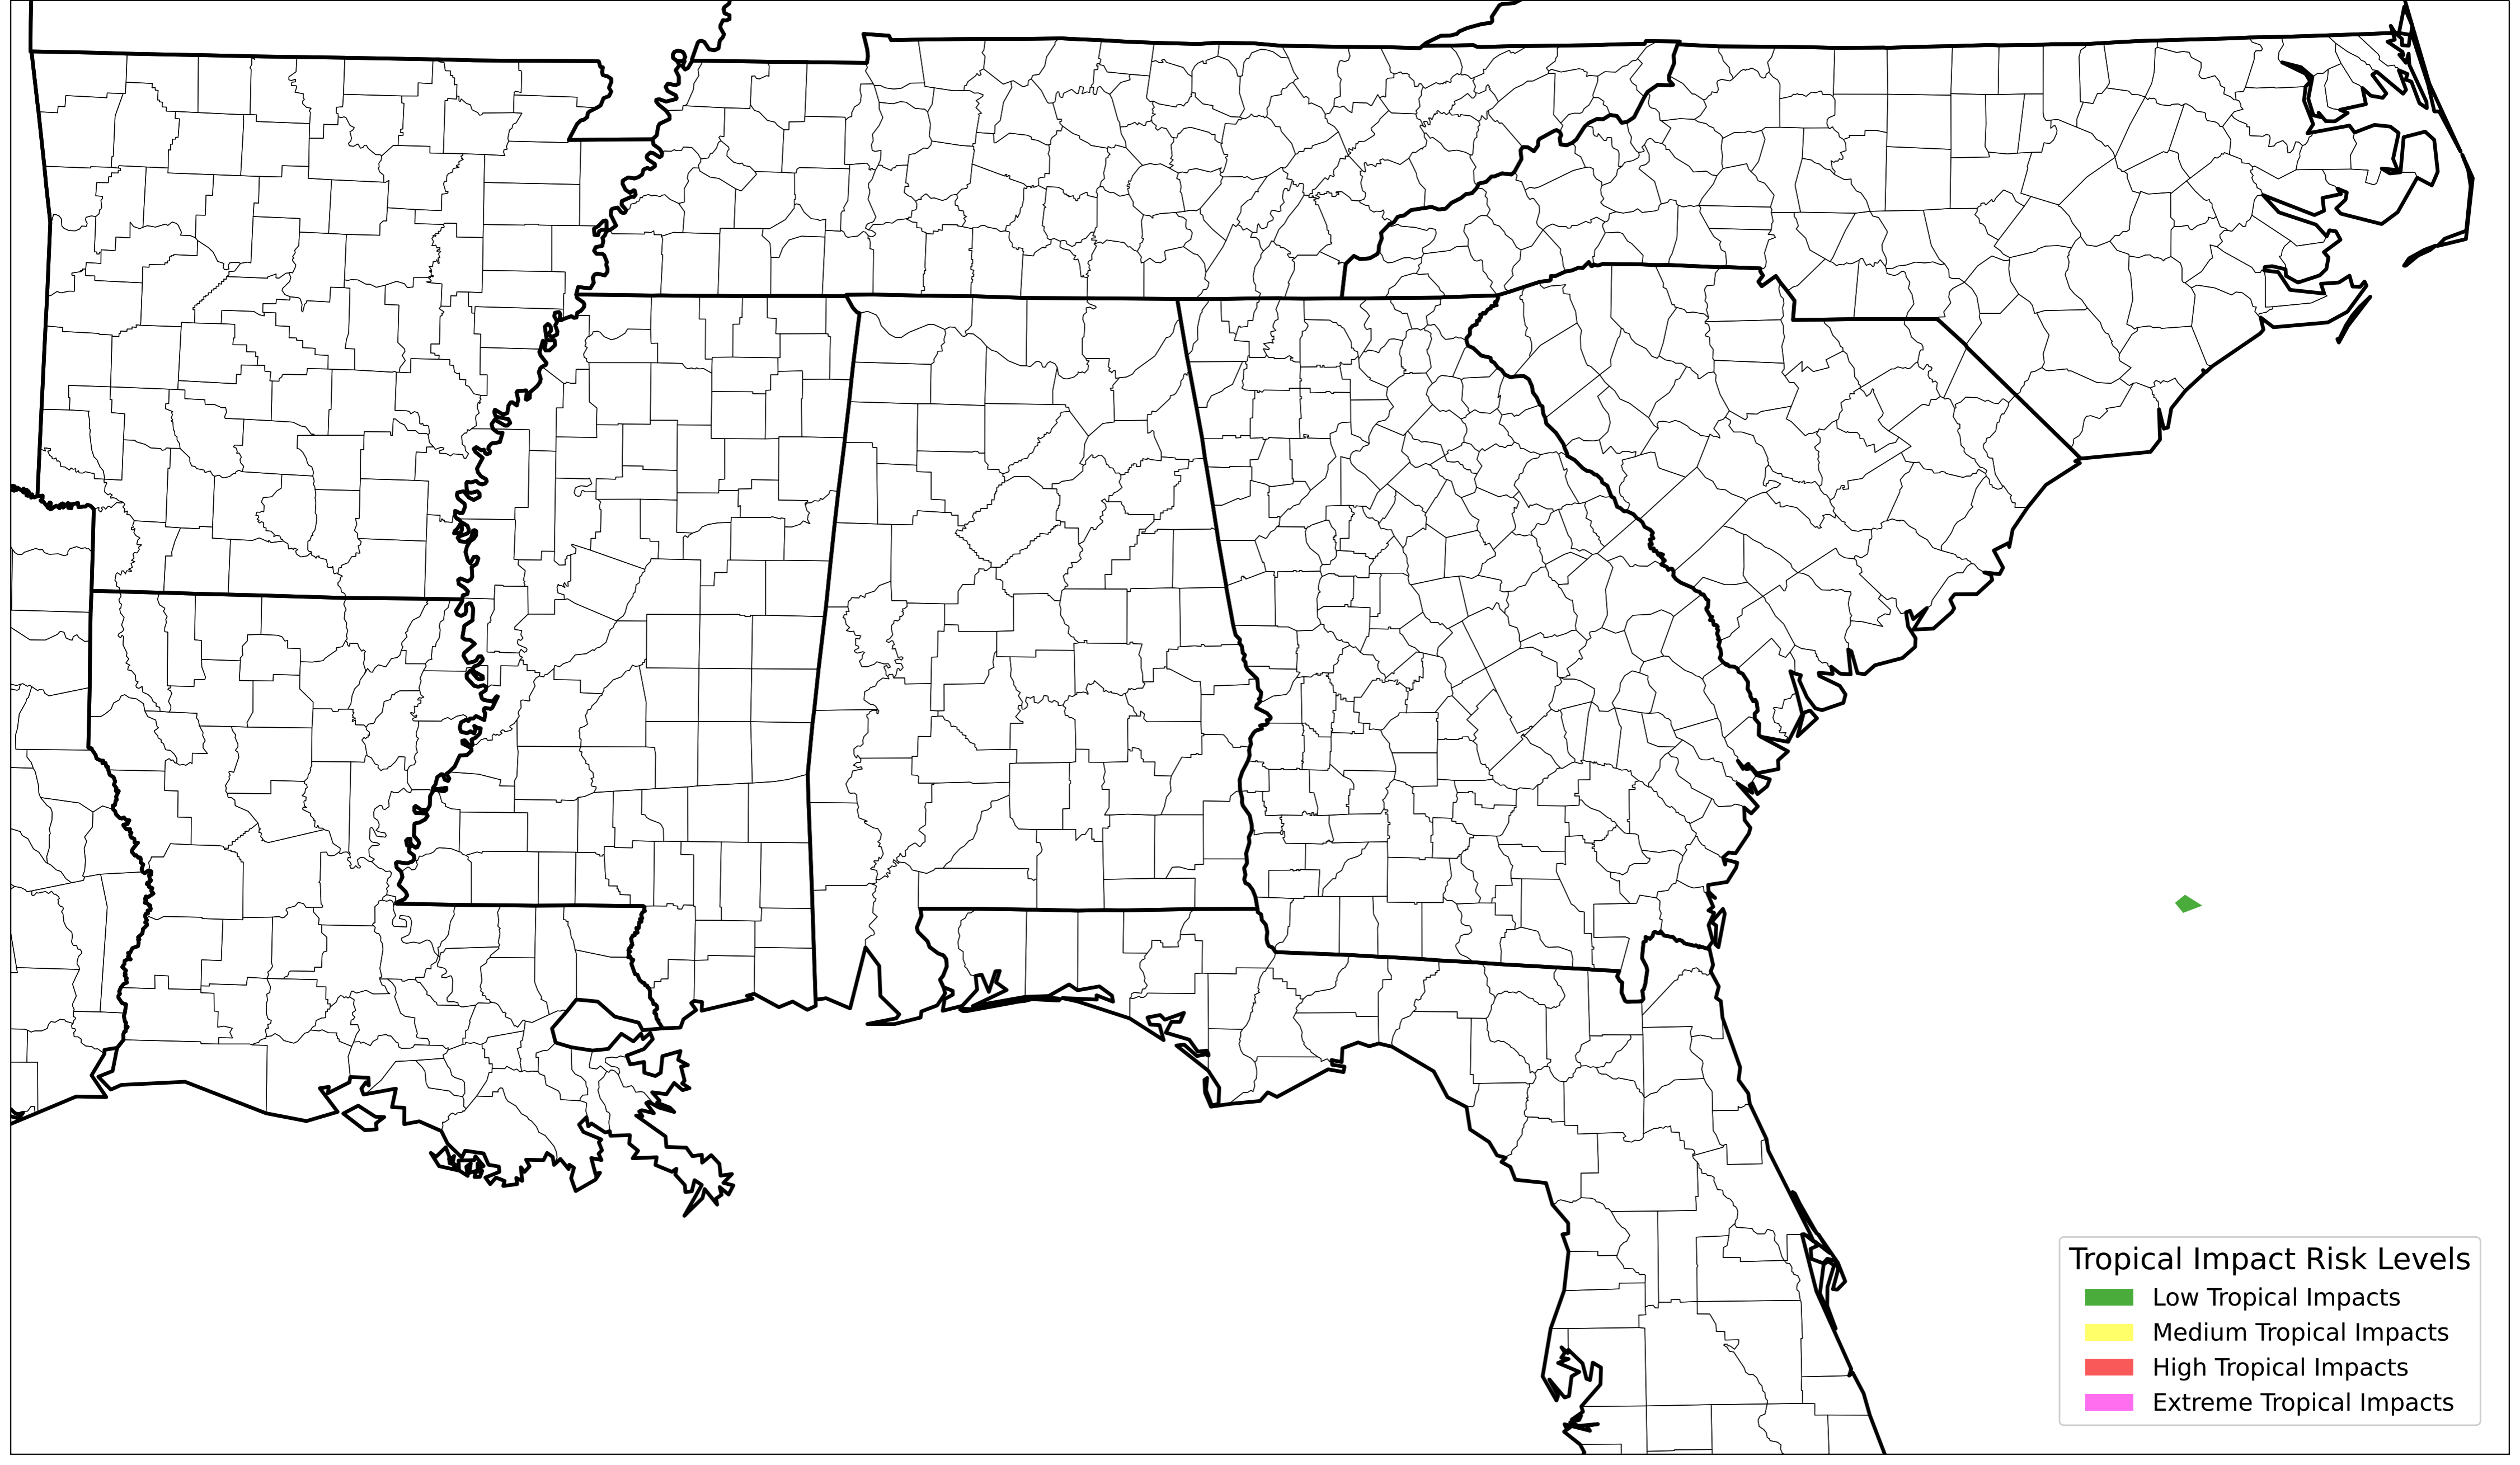 Tropical Impact Risk Levels
Low Tropical Impacts
Medium Tropical Impacts
High Tropical Impacts
Extreme Tropical Impacts